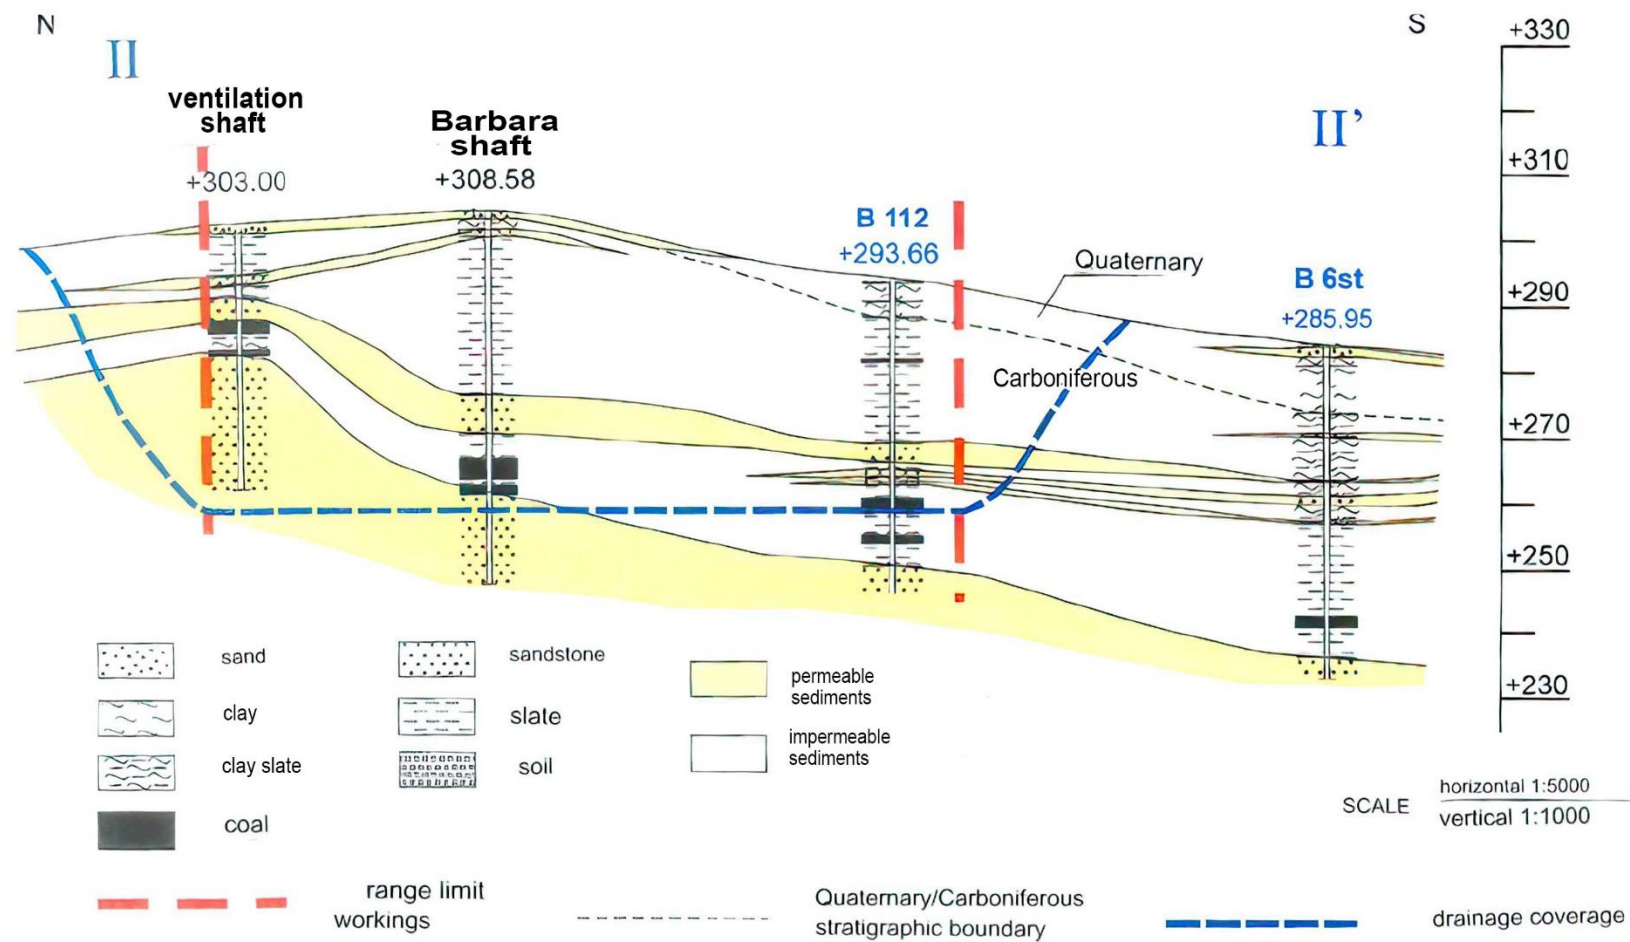 N
S
II
II’
ventilation
shaft
+303.00
Barbara
shaft
+308.58
B 112
+293.66
Quaternary
Carboniferous
B 6st
+285.95
+330
+310
+290
+270
+250
+230
sand
clay
clay slate
coal
sandstone
slate
soil
permeable
sediments
impermeable
sediments
SCALE
horizontal 1:5000
vertical 1:1000
range limit
workings
Quaternary/Carboniferous
stratigraphic boundary
drainage coverage